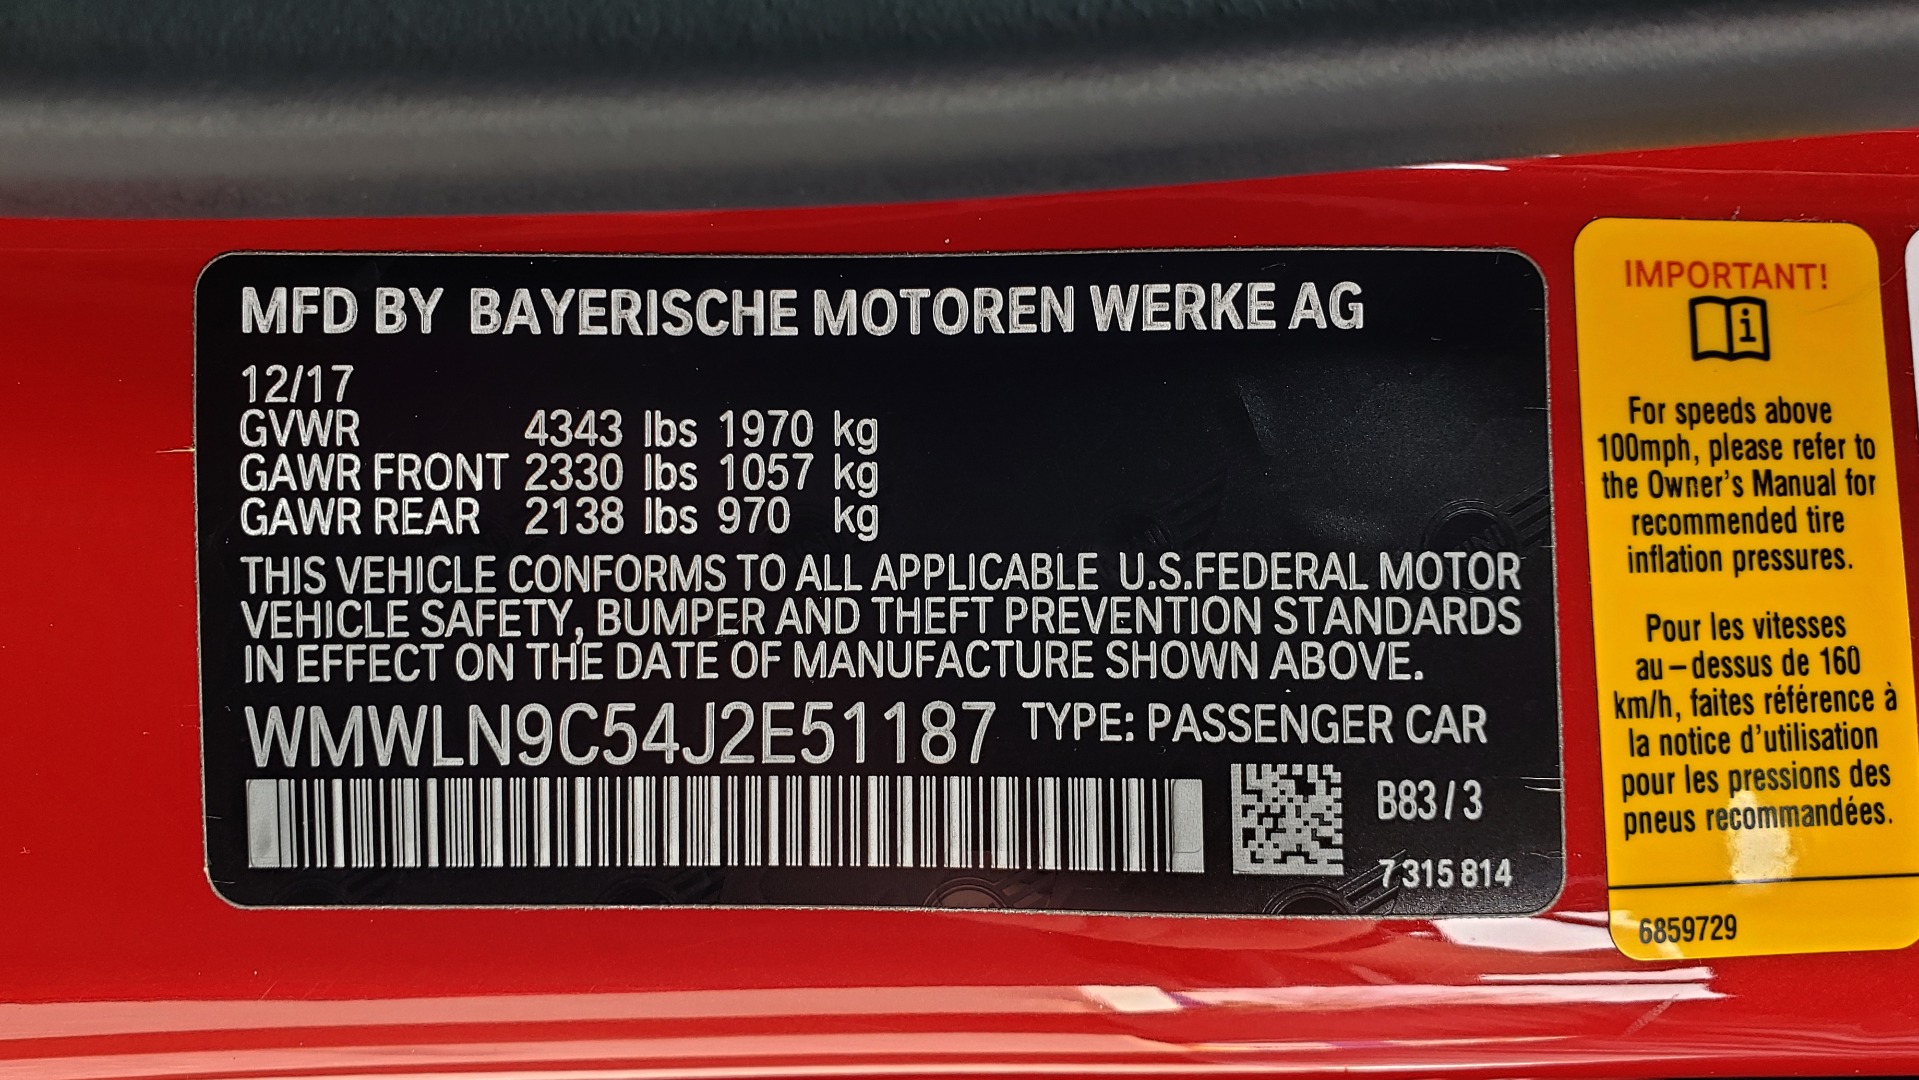 MFD BY BAYERISCHE MOTOREN WERKE AG
12/17
GVWR 4343 lbs 1970 kg
GAWR FRONT 2330 lbs 1057 kg
GAWR REAR 2138 lbs 970 kg
THIS VEHICLE CONFORMS TO ALL APPLICABLE U.S.FEDERAL MOTOR
VEHICLE SAFETY, BUMPER AND THEFT PREVENTION STANDARDS
IN EFFECT ON THE DATE OF MANUFACTURE SHOWN ABOVE.
WMWLN9C54J2E51187 TYPE: PASSENGER CAR
B83/3
7 315 814
IMPORTANT!
For speeds above
100mph, please refer to
the Owner's Manual for
recommended tire
inflation pressures.
Pour les vitesses
au-dessus de 160
km/h, faites référence à
la notice d'utilisation
pour les pressions des
pneus recommandées.
6859729